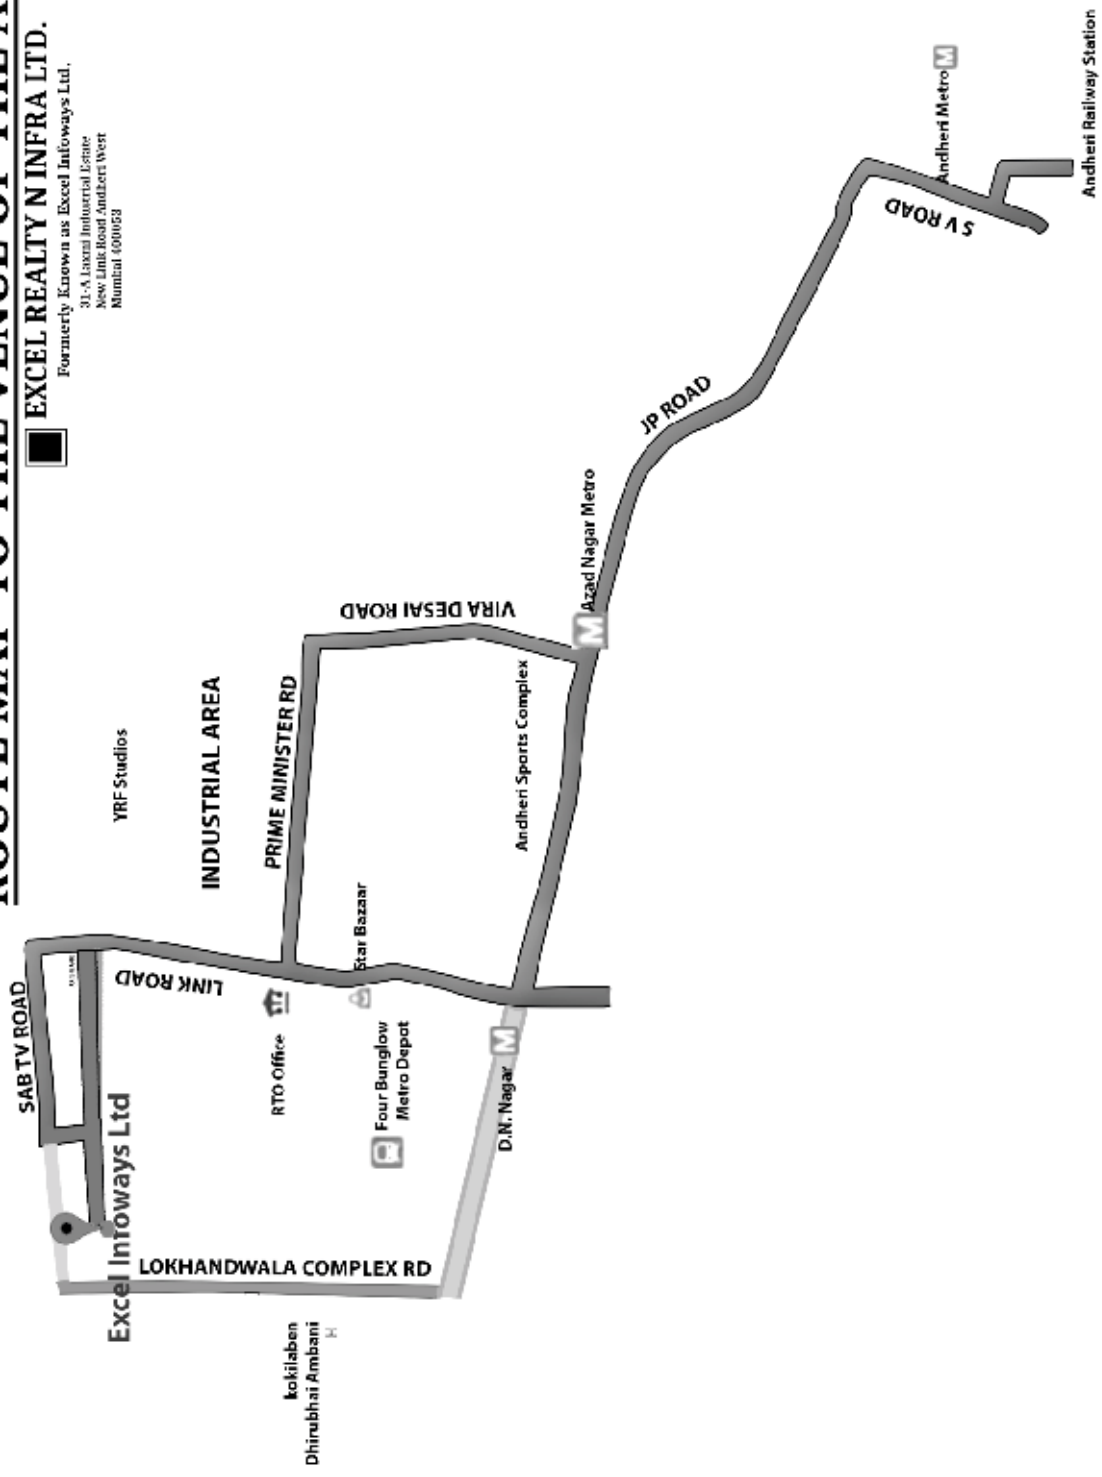 ROUTE MAP TO THE VENUE OF THE A
EXCEL REALTY N INFRA LTD.
Formerly Known as Excel Infoways Ltd.
31-A Laxmi Industrial Estate
New Link Road Andheri West
Mumbai 400053
SAB TV ROAD
Excel Infoways Ltd
YRF Studios
LINK ROAD
INDUSTRIAL AREA
LOKHANDWALA COMPLEX RD
RTO Office
PRIME MINISTER RD
kokilaben
Dhirubhai Ambani
H
Star Bazaar
VIRA DESAI ROAD
Four Bunglow
Metro Depot
D.N. Nagar
M
Andheri Sports Complex
M
Azad Nagar Metro
JP ROAD
S V ROAD
Andheri Metro
M
Andheri Railway Station